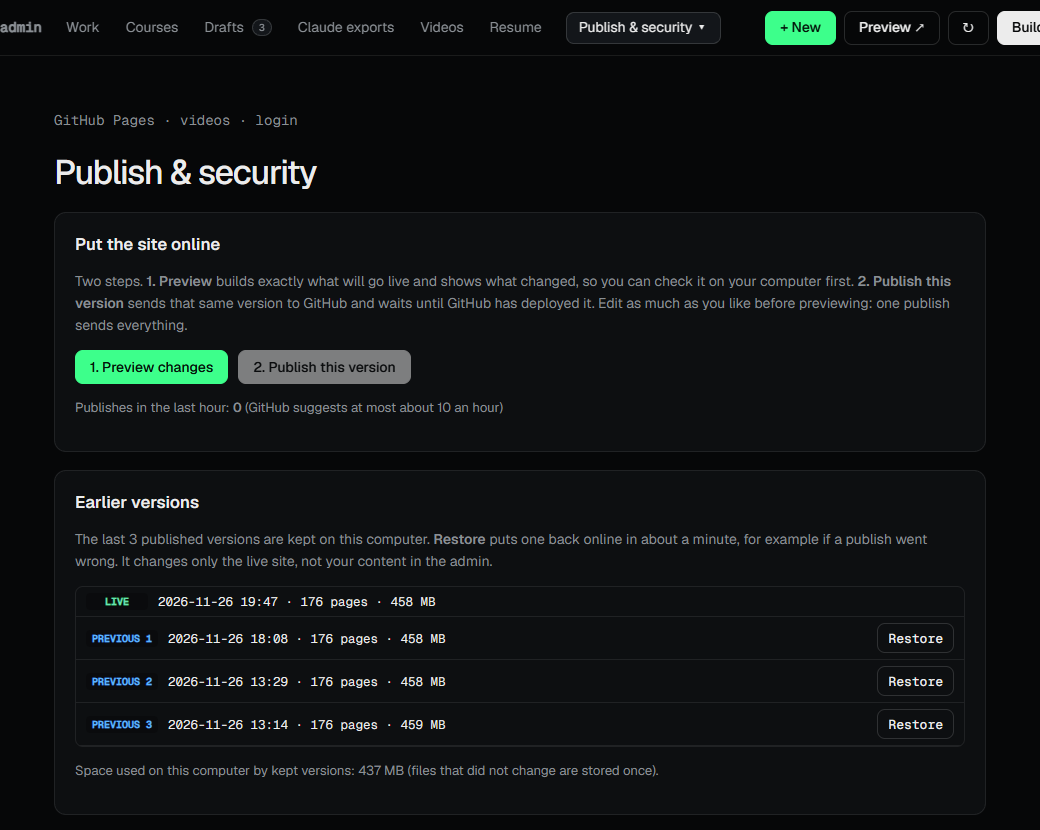 admin Work Courses Drafts 3 Claude exports Videos Resume Publish & security ▾ + New Preview ↗ ↻ Build
GitHub Pages · videos · login
Publish & security
Put the site online
Two steps. 1. Preview builds exactly what will go live and shows what changed, so you can check it on your computer first. 2. Publish this
version sends that same version to GitHub and waits until GitHub has deployed it. Edit as much as you like before previewing: one publish
sends everything.
1. Preview changes 2. Publish this version
Publishes in the last hour: 0 (GitHub suggests at most about 10 an hour)
Earlier versions
The last 3 published versions are kept on this computer. Restore puts one back online in about a minute, for example if a publish went
wrong. It changes only the live site, not your content in the admin.
LIVE 2026-11-26 19:47 · 176 pages · 458 MB
PREVIOUS 1 2026-11-26 18:08 · 176 pages · 458 MB Restore
PREVIOUS 2 2026-11-26 13:29 · 176 pages · 458 MB Restore
PREVIOUS 3 2026-11-26 13:14 · 176 pages · 459 MB Restore
Space used on this computer by kept versions: 437 MB (files that did not change are stored once).